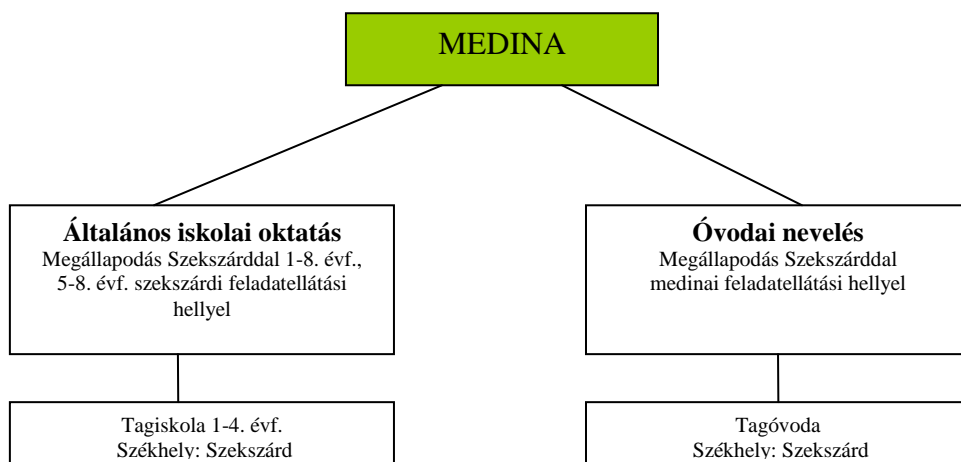 MEDINA
Általános iskolai oktatás
Megállapodás Szekszárddal 1-8. évf.,
5-8. évf. szekszárdi feladatellátási
hellyel
Óvodai nevelés
Megállapodás Szekszárddal
medinai feladatellátási hellyel
Tagiskola 1-4. évf.
Székhely: Szekszárd
Tagóvoda
Székhely: Szekszárd